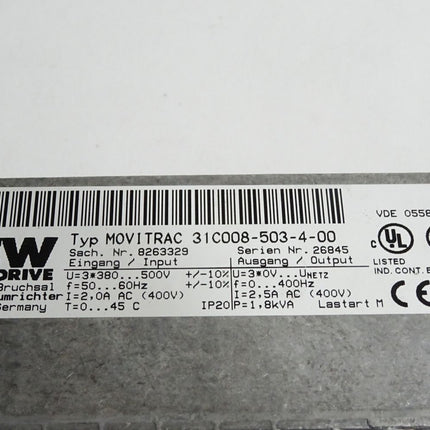 Typ MOVITRAC 31C008-503-4-00
Sach. Nr. 8263329 Serien Nr. 26845
Eingang / Input Ausgang / Output
U=3*380...500V +/-10% U=3*0V...UNETZ
f=50...60Hz +/-10% f=0...400Hz
I=2,0A AC (400V) I=2,5A AC (400V)
T=0...45 C IP20 P=1,8kVA Lastart M
W
DRIVE
Bruchsal
umrichter
Germany
VDE 0558
C UL
LISTED
IND.CONT.E
CE